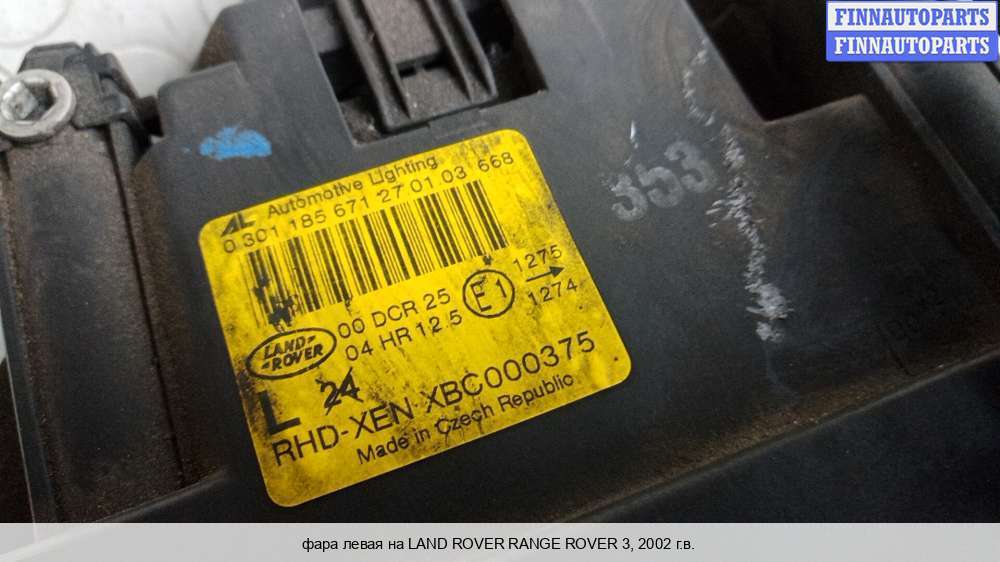 FINNAUTOPARTS
FINNAUTOPARTS
AL Automotive Lighting
0 301 185 671 27 01 03 668
353
00 DCR 25
04 HR 12.5
E1
1275
1274
LAND-
-ROVER
L 24
RHD-XEN XBC000375
Made in Czech Republic
фара левая на LAND ROVER RANGE ROVER 3, 2002 г.в.